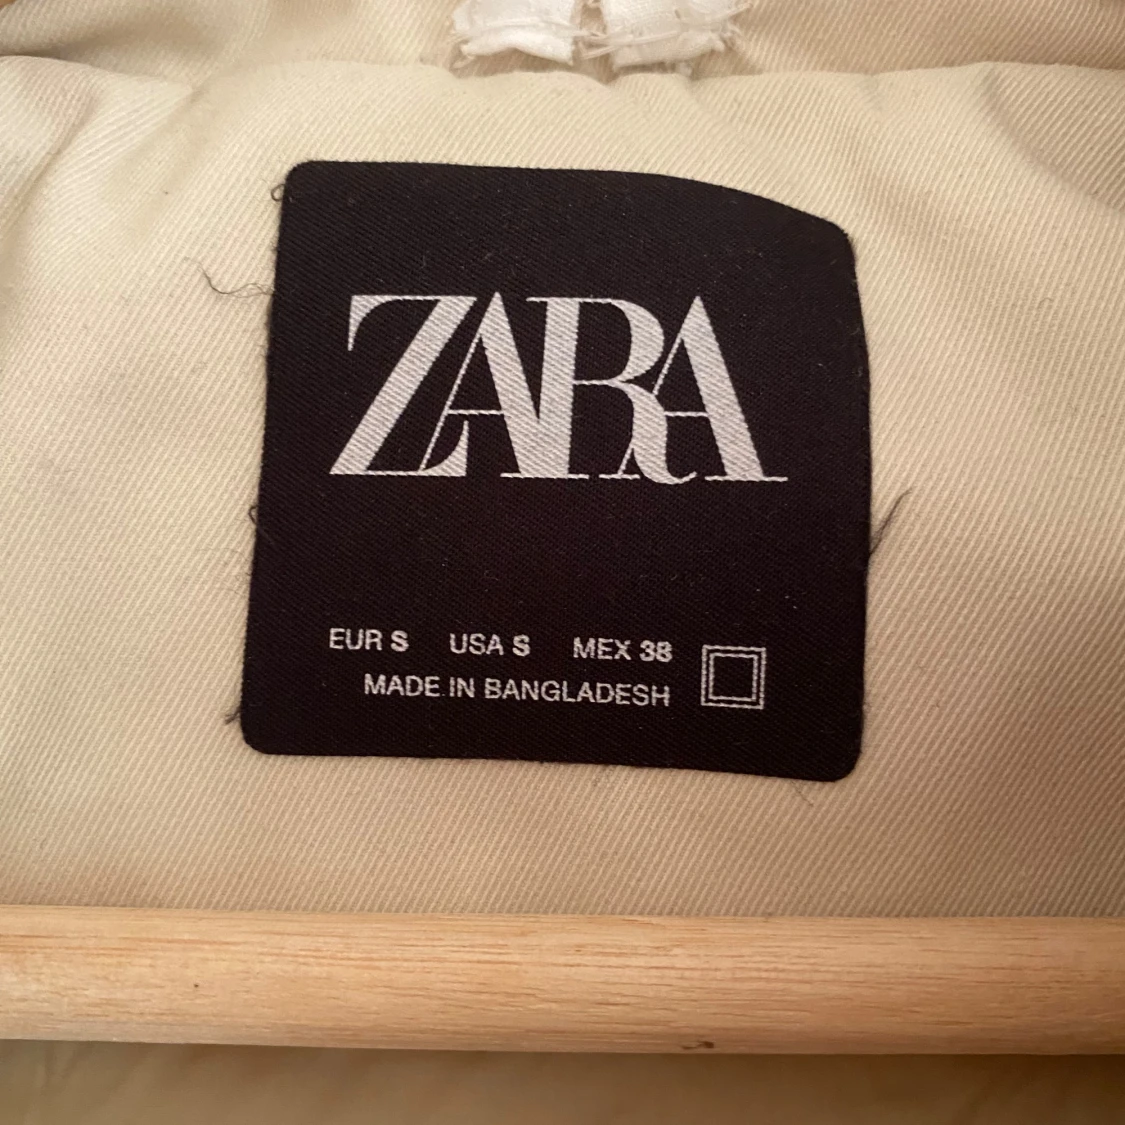 ZARA
EUR S USA S MEX 38
MADE IN BANGLADESH